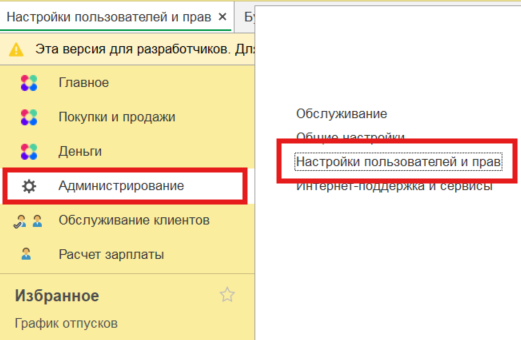 Настройки пользователей и прав ×
Эта версия для разработчиков.
Главное
Покупки и продажи
Деньги
Администрирование
Обслуживание клиентов
Расчет зарплаты
Избранное
График отпусков
Обслуживание
Общие настройки
Настройки пользователей и прав
Интернет-поддержка и сервисы